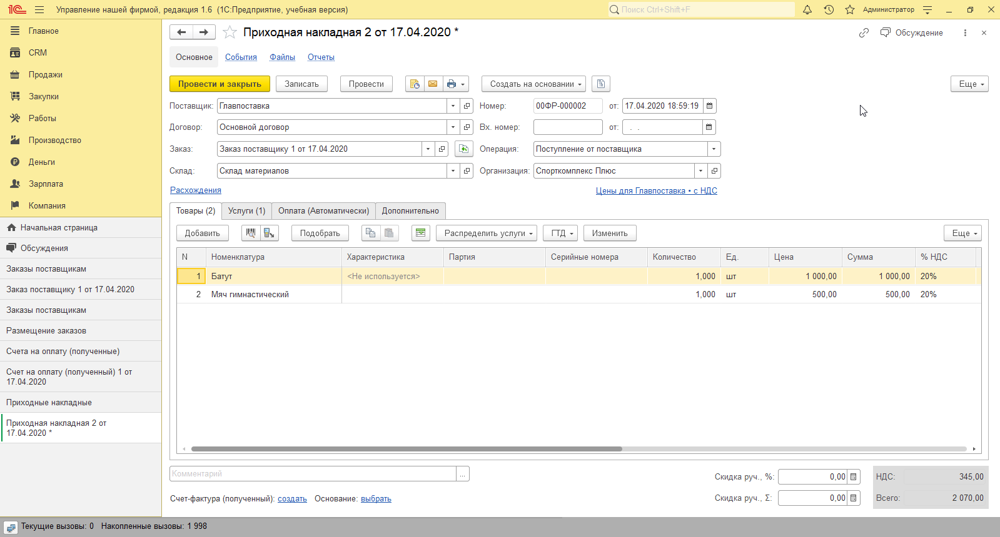 1С Управление нашей фирмой, редакция 1.6 (1С:Предприятие, учебная версия)
Поиск Ctrl+Shift+F
Администратор
Главное
CRM
Продажи
Закупки
Работы
Производство
Деньги
Зарплата
Компания
Начальная страница
Обсуждения
Заказы поставщикам
Заказ поставщику 1 от 17.04.2020
Заказы поставщикам
Размещение заказов
Счета на оплату (полученные)
Счет на оплату (полученный) 1 от
17.04.2020
Приходные накладные
Приходная накладная 2 от
17.04.2020 *
Приходная накладная 2 от 17.04.2020 *
Обсуждение
Основное События Файлы Отчеты
Провести и закрыть Записать Провести Создать на основании Еще
Поставщик: Главпоставка Номер: 00ФР-000002 от: 17.04.2020 18:59:19
Договор: Основной договор Вх. номер: от: . .
Заказ: Заказ поставщику 1 от 17.04.2020 Операция: Поступление от поставщика
Склад: Склад материалов Организация: Спорткомплекс Плюс
Расхождения Цены для Главпоставка • с НДС
Товары (2) Услуги (1) Оплата (Автоматически) Дополнительно
Добавить Подобрать Распределить услуги ГТД Изменить Еще
N Номенклатура Характеристика Партия Серийные номера Количество Ед. Цена Сумма % НДС
1 Батут <Не используется> 1,000 шт 1 000,00 1 000,00 20%
2 Мяч гимнастический 1,000 шт 500,00 500,00 20%
Комментарий ...
Скидка руч., %: 0,00 НДС: 345,00
Счет-фактура (полученный): создать Основание: выбрать Скидка руч., Σ: 0,00 Всего: 2 070,00
Текущие вызовы: 0 Накопленные вызовы: 1 998